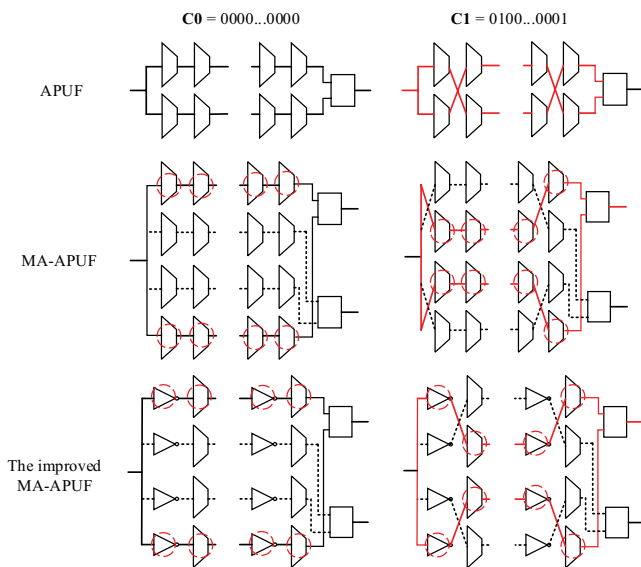 C0 = 0000...0000
C1 = 0100...0001
APUF
MA-APUF
The improved
MA-APUF